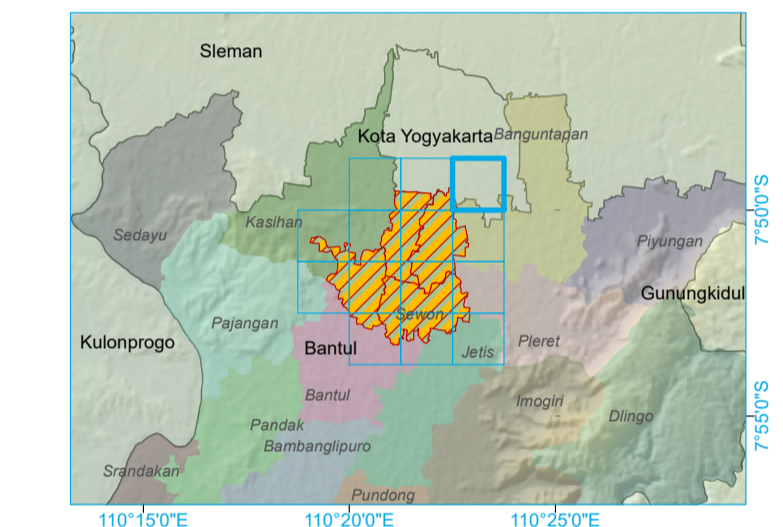 Sleman
Kota Yogyakarta
Banguntapan
7°50'0"S
Kasihan
Sedayu
Piyungan
Gunungkidul
Sewon
Pajangan
Kulonprogo
Bantul
Pleret
Jetis
Bantul
Imogiri
Dlingo
Pandak
7°55'0"S
Bambanglipuro
Srandakan
Pundong
110°15'0"E
110°20'0"E
110°25'0"E